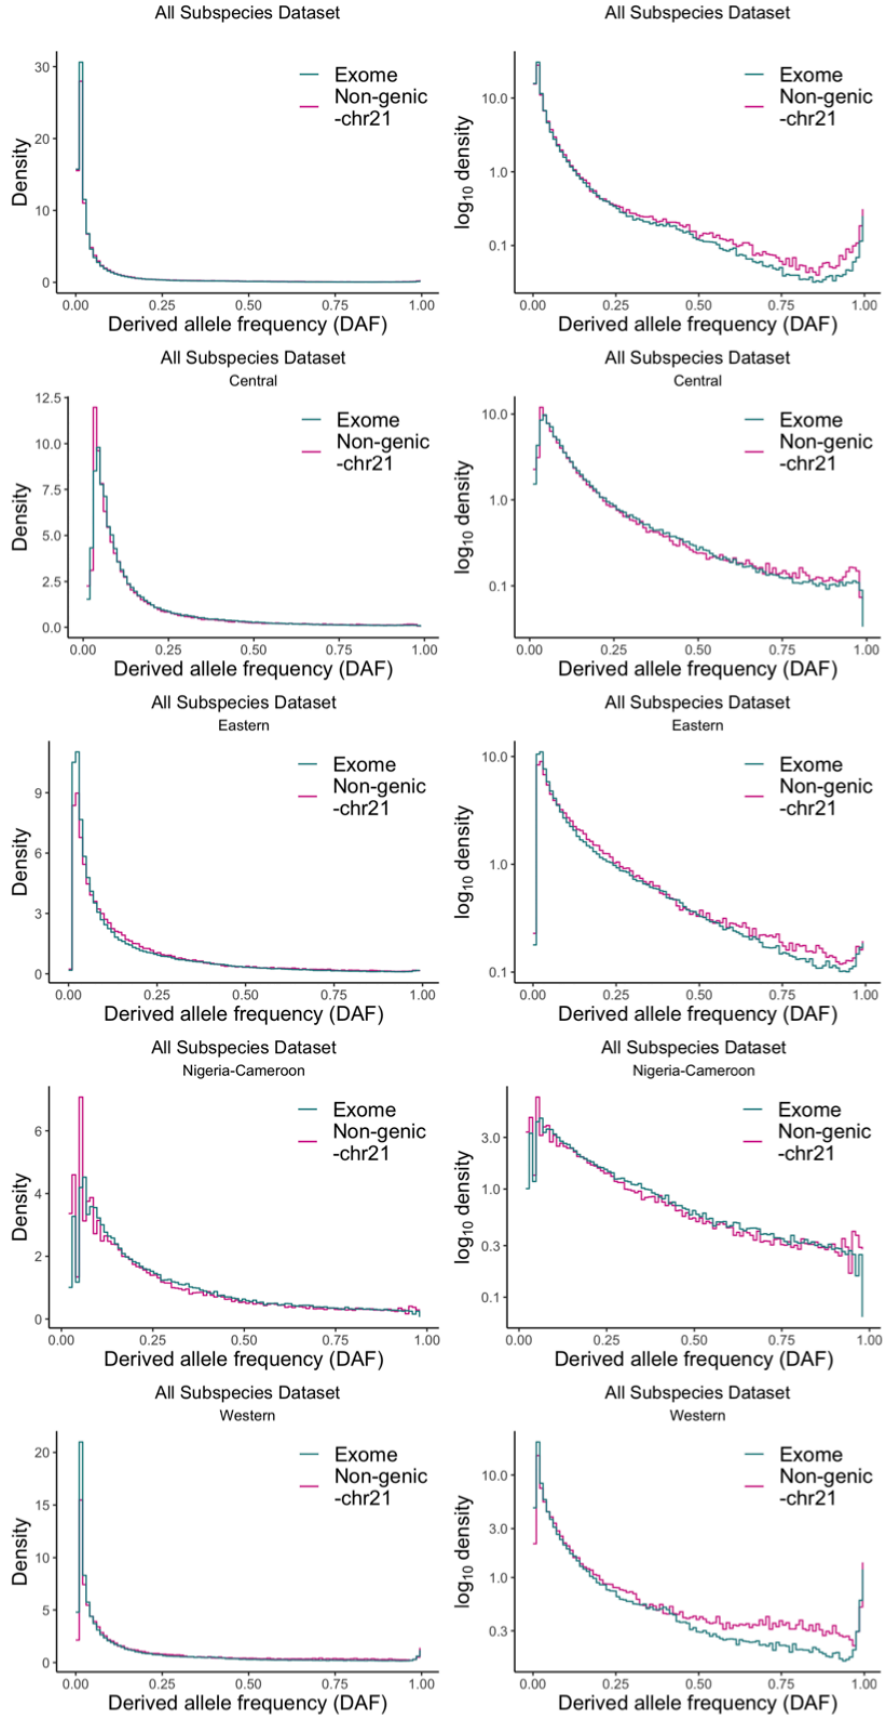 All Subspecies Dataset
30
20
10
0
Density
Exome
Non-genic
-chr21
0.00 0.25 0.50 0.75 1.00
Derived allele frequency (DAF)
All Subspecies Dataset
10.0
1.0
0.1
log10 density
Exome
Non-genic
-chr21
0.00 0.25 0.50 0.75 1.00
Derived allele frequency (DAF)
All Subspecies Dataset
Central
12.5
10.0
7.5
5.0
2.5
0.0
Density
Exome
Non-genic
-chr21
0.00 0.25 0.50 0.75 1.00
Derived allele frequency (DAF)
All Subspecies Dataset
Central
10.0
1.0
0.1
log10 density
Exome
Non-genic
-chr21
0.00 0.25 0.50 0.75 1.00
Derived allele frequency (DAF)
All Subspecies Dataset
Eastern
9
6
3
0
Density
Exome
Non-genic
-chr21
0.00 0.25 0.50 0.75 1.00
Derived allele frequency (DAF)
All Subspecies Dataset
Eastern
10.0
1.0
0.1
log10 density
Exome
Non-genic
-chr21
0.00 0.25 0.50 0.75 1.00
Derived allele frequency (DAF)
All Subspecies Dataset
Nigeria-Cameroon
6
4
2
0
Density
Exome
Non-genic
-chr21
0.00 0.25 0.50 0.75 1.00
Derived allele frequency (DAF)
All Subspecies Dataset
Nigeria-Cameroon
3.0
1.0
0.3
0.1
log10 density
Exome
Non-genic
-chr21
0.00 0.25 0.50 0.75 1.00
Derived allele frequency (DAF)
All Subspecies Dataset
Western
20
15
10
5
0
Density
Exome
Non-genic
-chr21
0.00 0.25 0.50 0.75 1.00
Derived allele frequency (DAF)
All Subspecies Dataset
Western
10.0
3.0
1.0
0.3
log10 density
Exome
Non-genic
-chr21
0.00 0.25 0.50 0.75 1.00
Derived allele frequency (DAF)